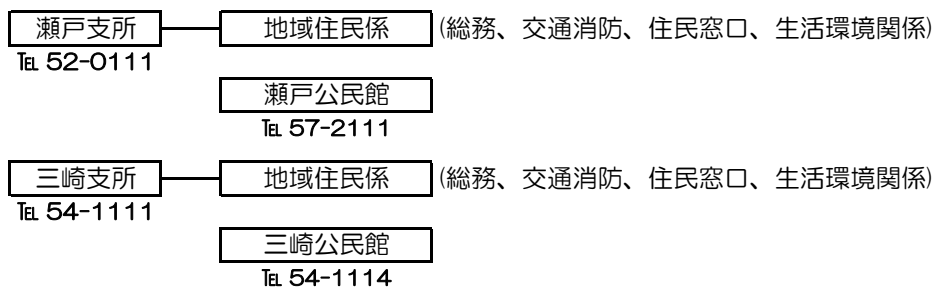 瀬戸支所 地域住民係 (総務、交通消防、住民窓口、生活環境関係)
℡ 52-0111
瀬戸公民館
℡ 57-2111
三崎支所 地域住民係 (総務、交通消防、住民窓口、生活環境関係)
℡ 54-1111
三崎公民館
℡ 54-1114